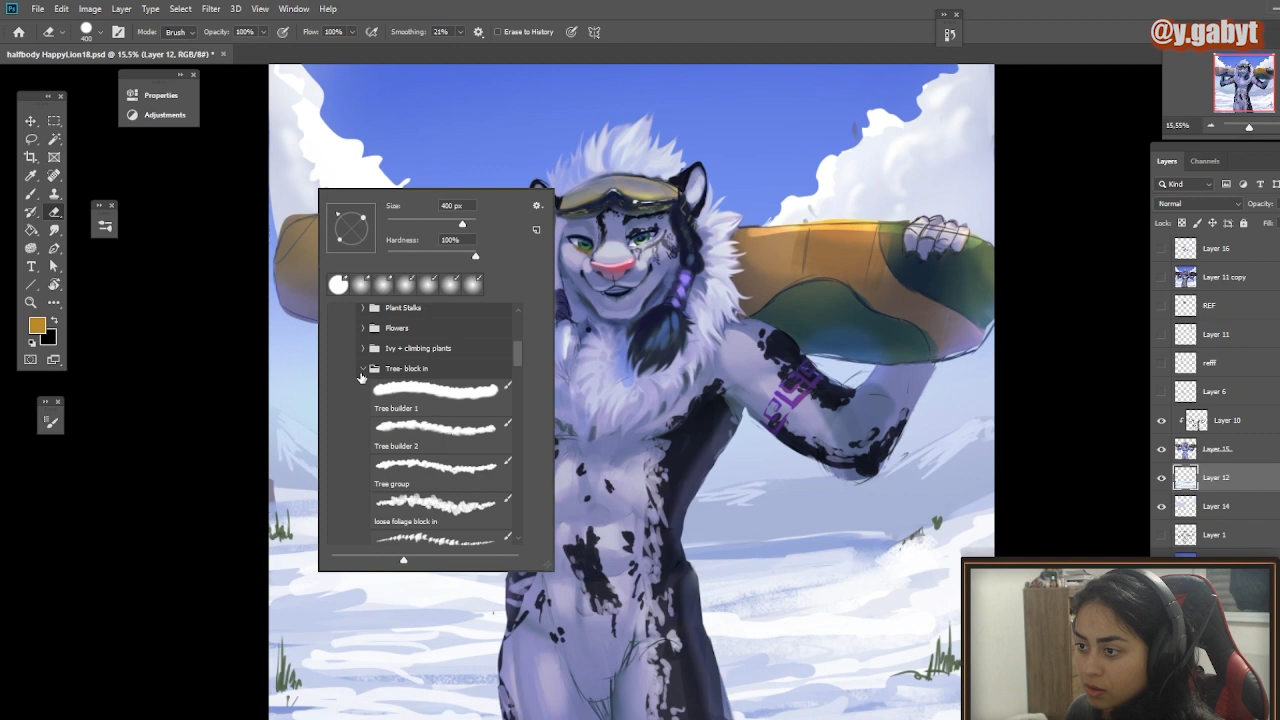 File Edit Image Layer Type Select Filter 3D View Window Help
@y.gabyt
400 Mode: Brush Opacity: 100% Flow: 100% Smoothing: 21% Erase to History
halfbody HappyLion18.psd @ 15,5% (Layer 12, RGB/8#) *
Properties
Adjustments
15,55%
Layers Channels
Kind
Normal Opacity:
Lock: Fill:
Layer 16
Layer 11 copy
REF
Layer 11
refff
Layer 6
Layer 10
Layer 15
Layer 12
Layer 14
Layer 1
Size: 400 px
Hardness: 100%
Plant Stalks
Flowers
Ivy + climbing plants
Tree- block in
Tree builder 1
Tree builder 2
Tree group
loose foliage block in